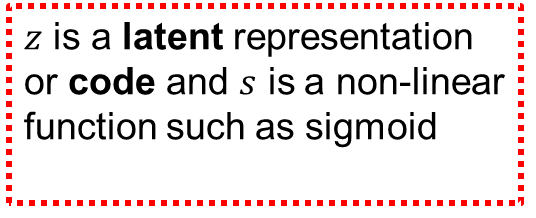 z is a latent representation
or code and s is a non-linear
function such as sigmoid